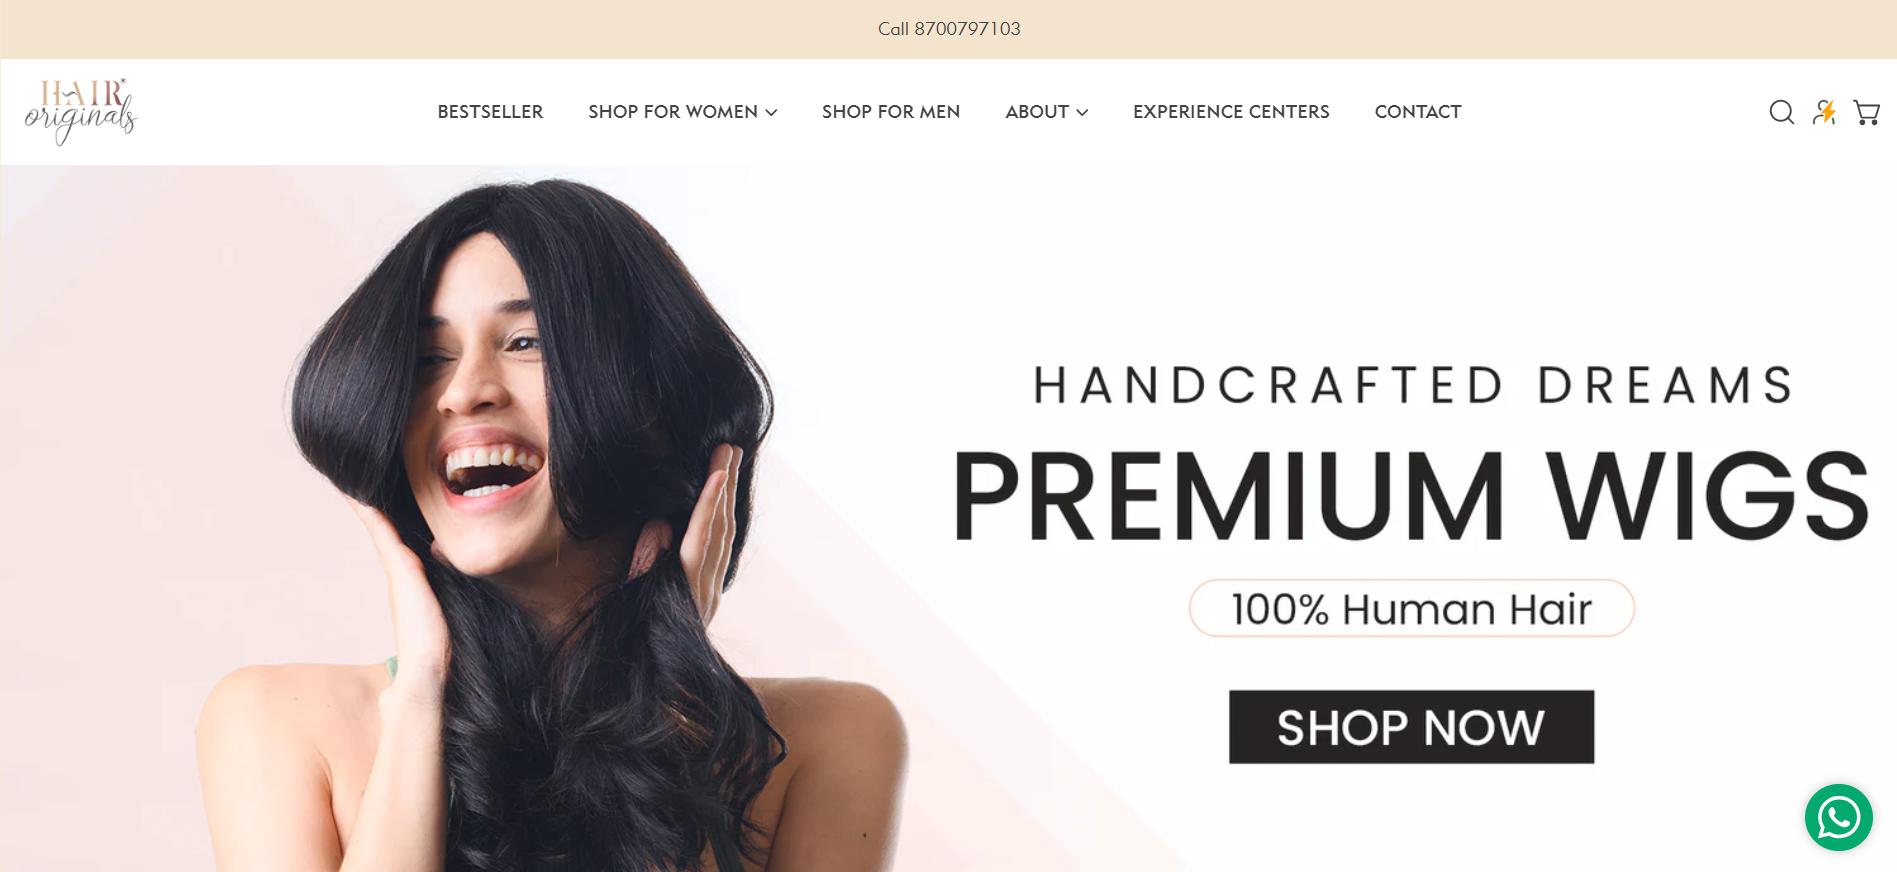 Call 8700797103
HAIR
originals
BESTSELLER
SHOP FOR WOMEN
SHOP FOR MEN
ABOUT
EXPERIENCE CENTERS
CONTACT
HANDCRAFTED DREAMS
PREMIUM WIGS
100% Human Hair
SHOP NOW